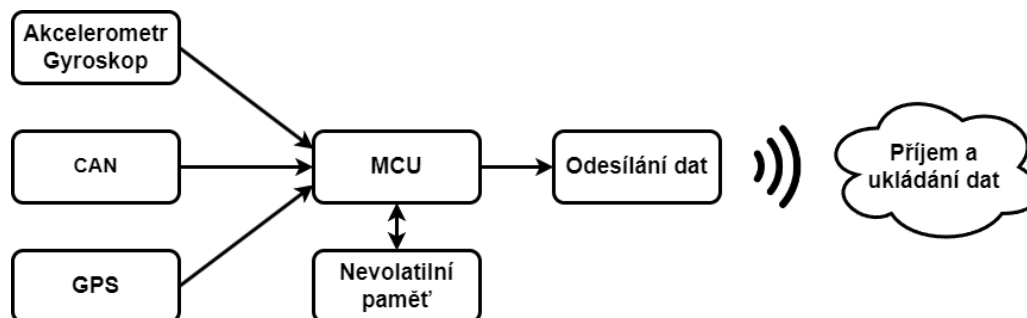 Akcelerometr
Gyroskop
CAN
MCU
Odesílání dat
Příjem a
ukládání dat
GPS
Nevolatilní
paměť